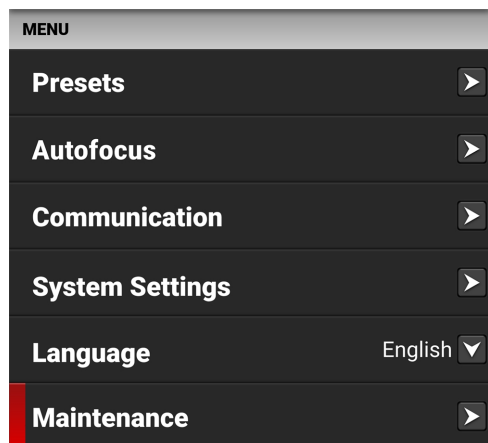 MENU
Presets
Autofocus
Communication
System Settings
Language English
Maintenance